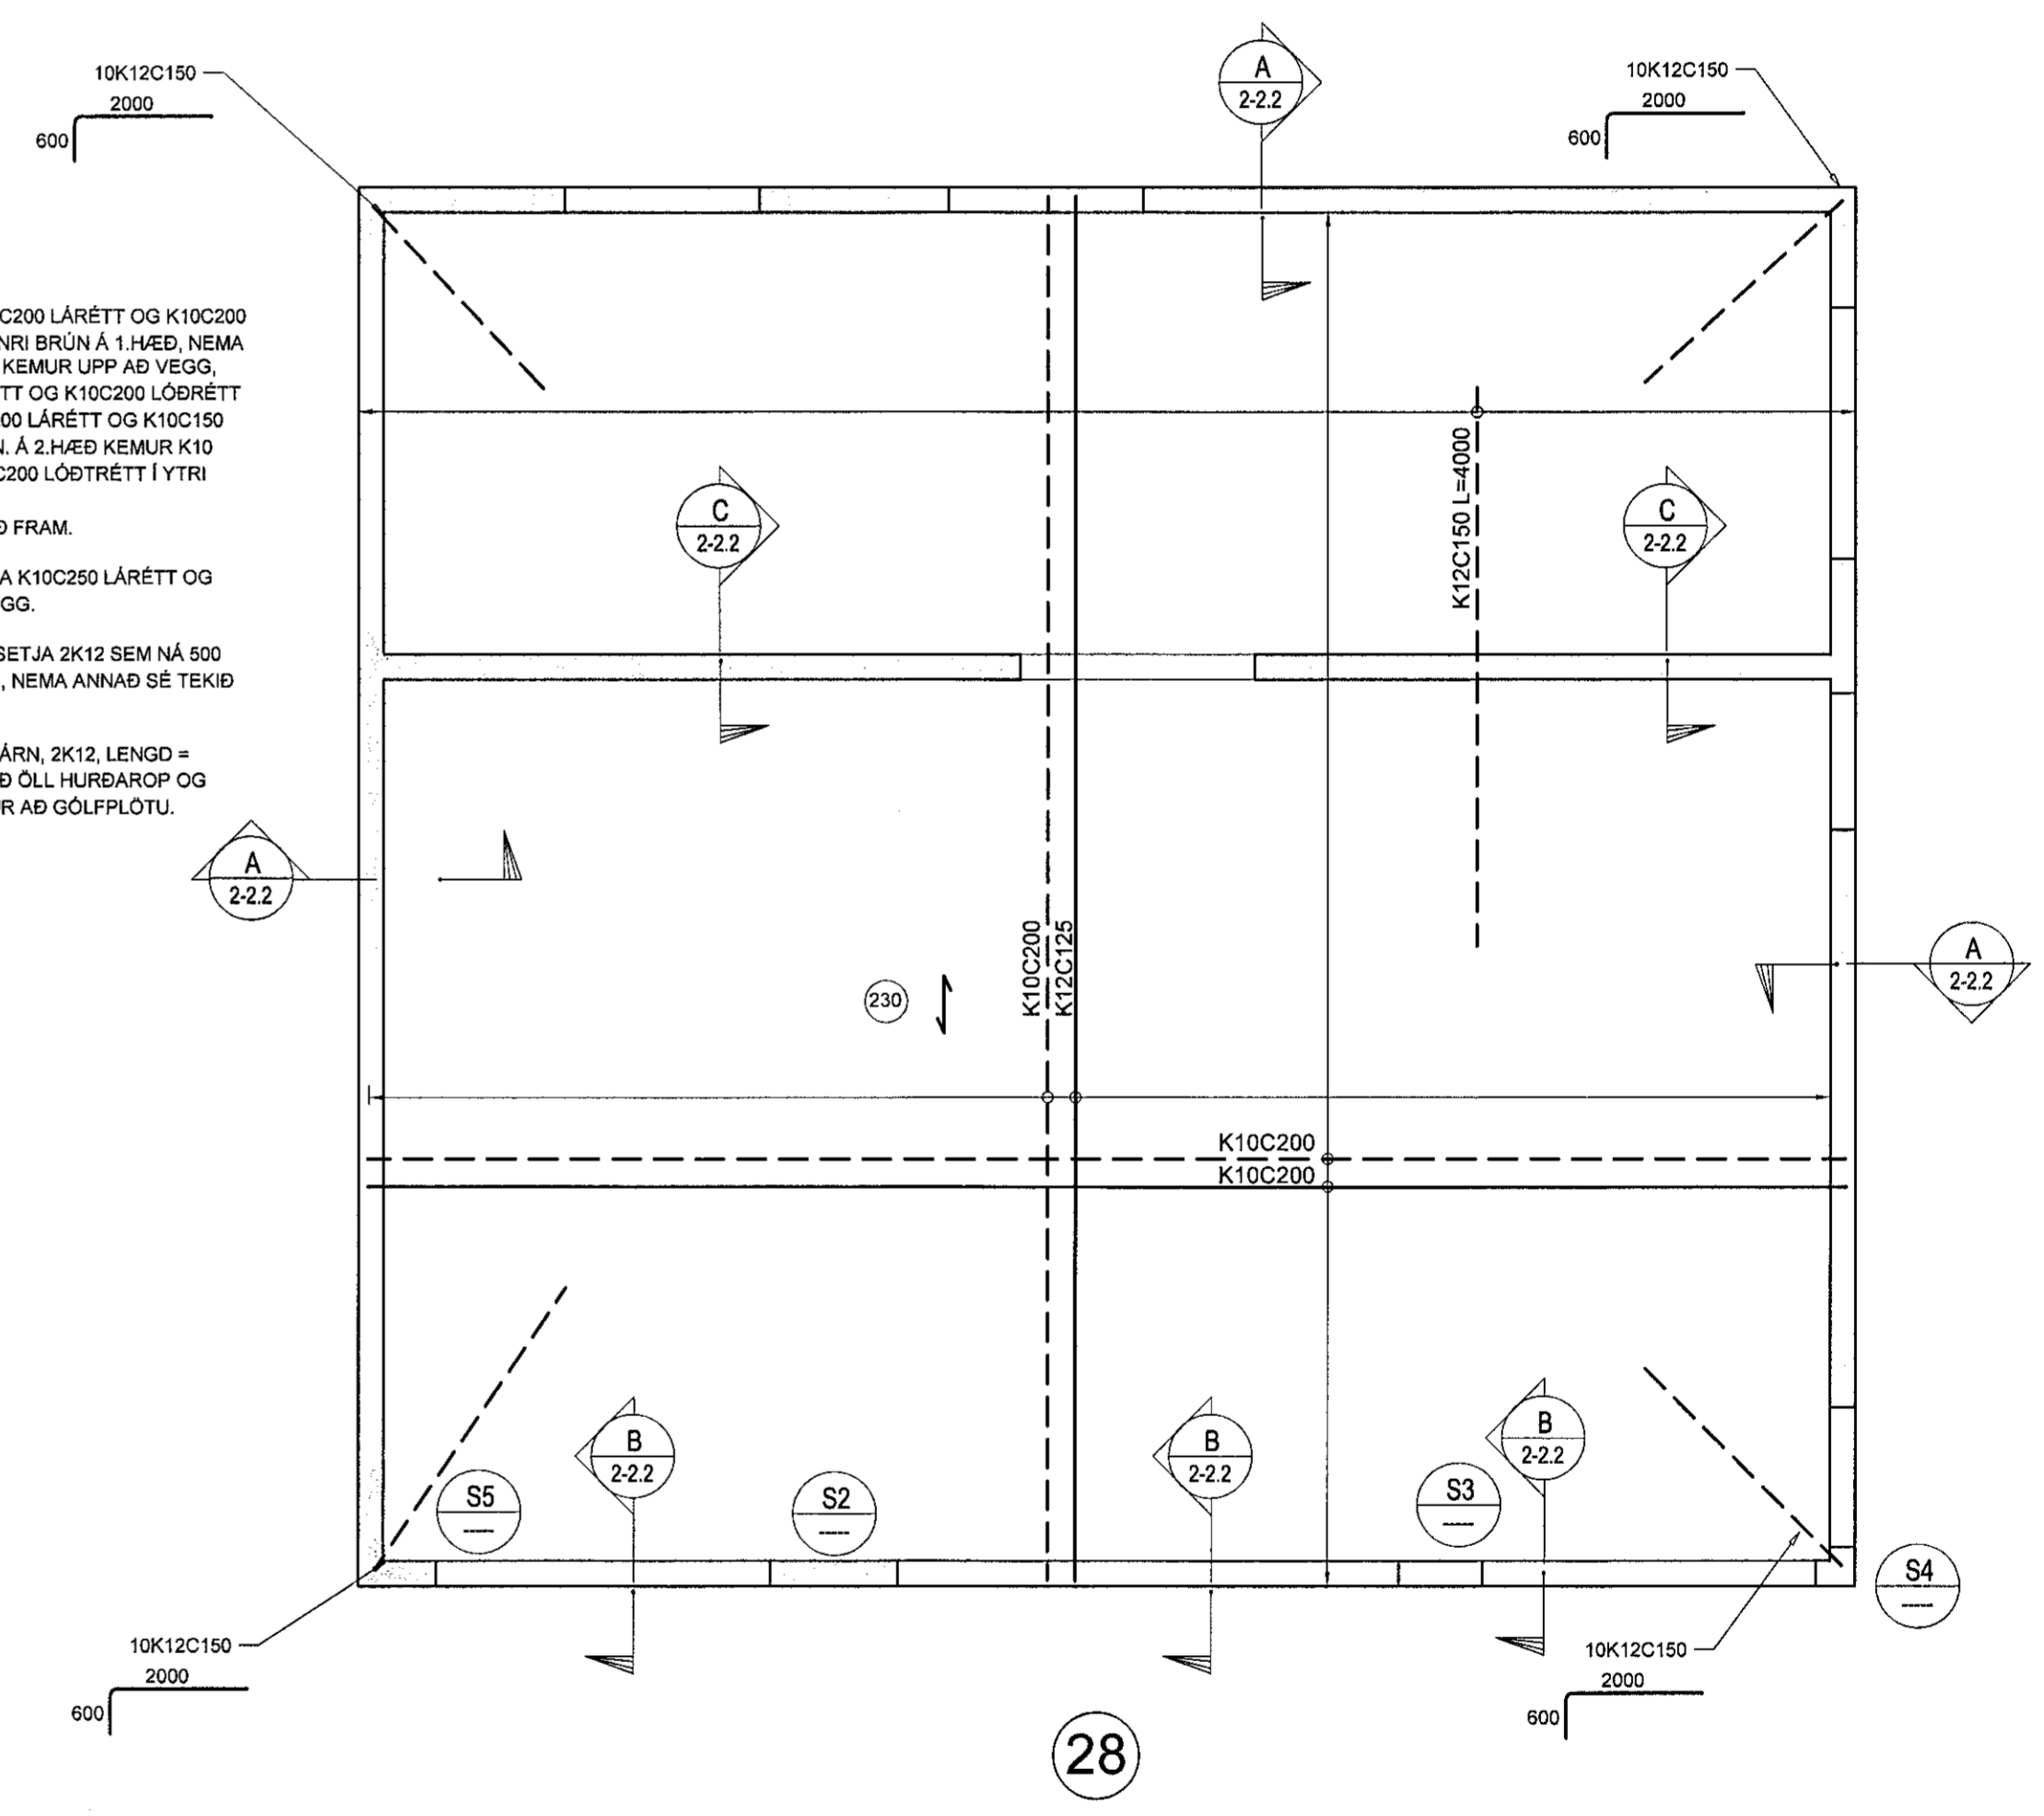 10K12C150
2000
600
A
2-2.2
10K12C150
2000
600
C200 LÁRÉTT OG K10C200
NRI BRÚN Á 1.HÆÐ, NEMA
KEMUR UPP AÐ VEGG,
TT OG K10C200 LÓÐRÉTT
00 LÁRÉTT OG K10C150
N. Á 2.HÆÐ KEMUR K10
C200 LÓÐTRÉTT Í YTRI
Ð FRAM.
A K10C250 LÁRÉTT OG
GG.
SETJA 2K12 SEM NÁ 500
, NEMA ANNAÐ SÉ TEKIÐ
ÁRN, 2K12, LENGD =
Ð ÖLL HURÐAROP OG
R AÐ GÓLFPLÖTU.
K12C150 L=4000
C
2-2.2
C
2-2.2
A
2-2.2
A
2-2.2
230
K10C200
K12C125
K10C200
K10C200
B
2-2.2
B
2-2.2
B
2-2.2
S5
----
S2
-----
S3
----
S4
-----
10K12C150
2000
600
10K12C150
2000
600
28